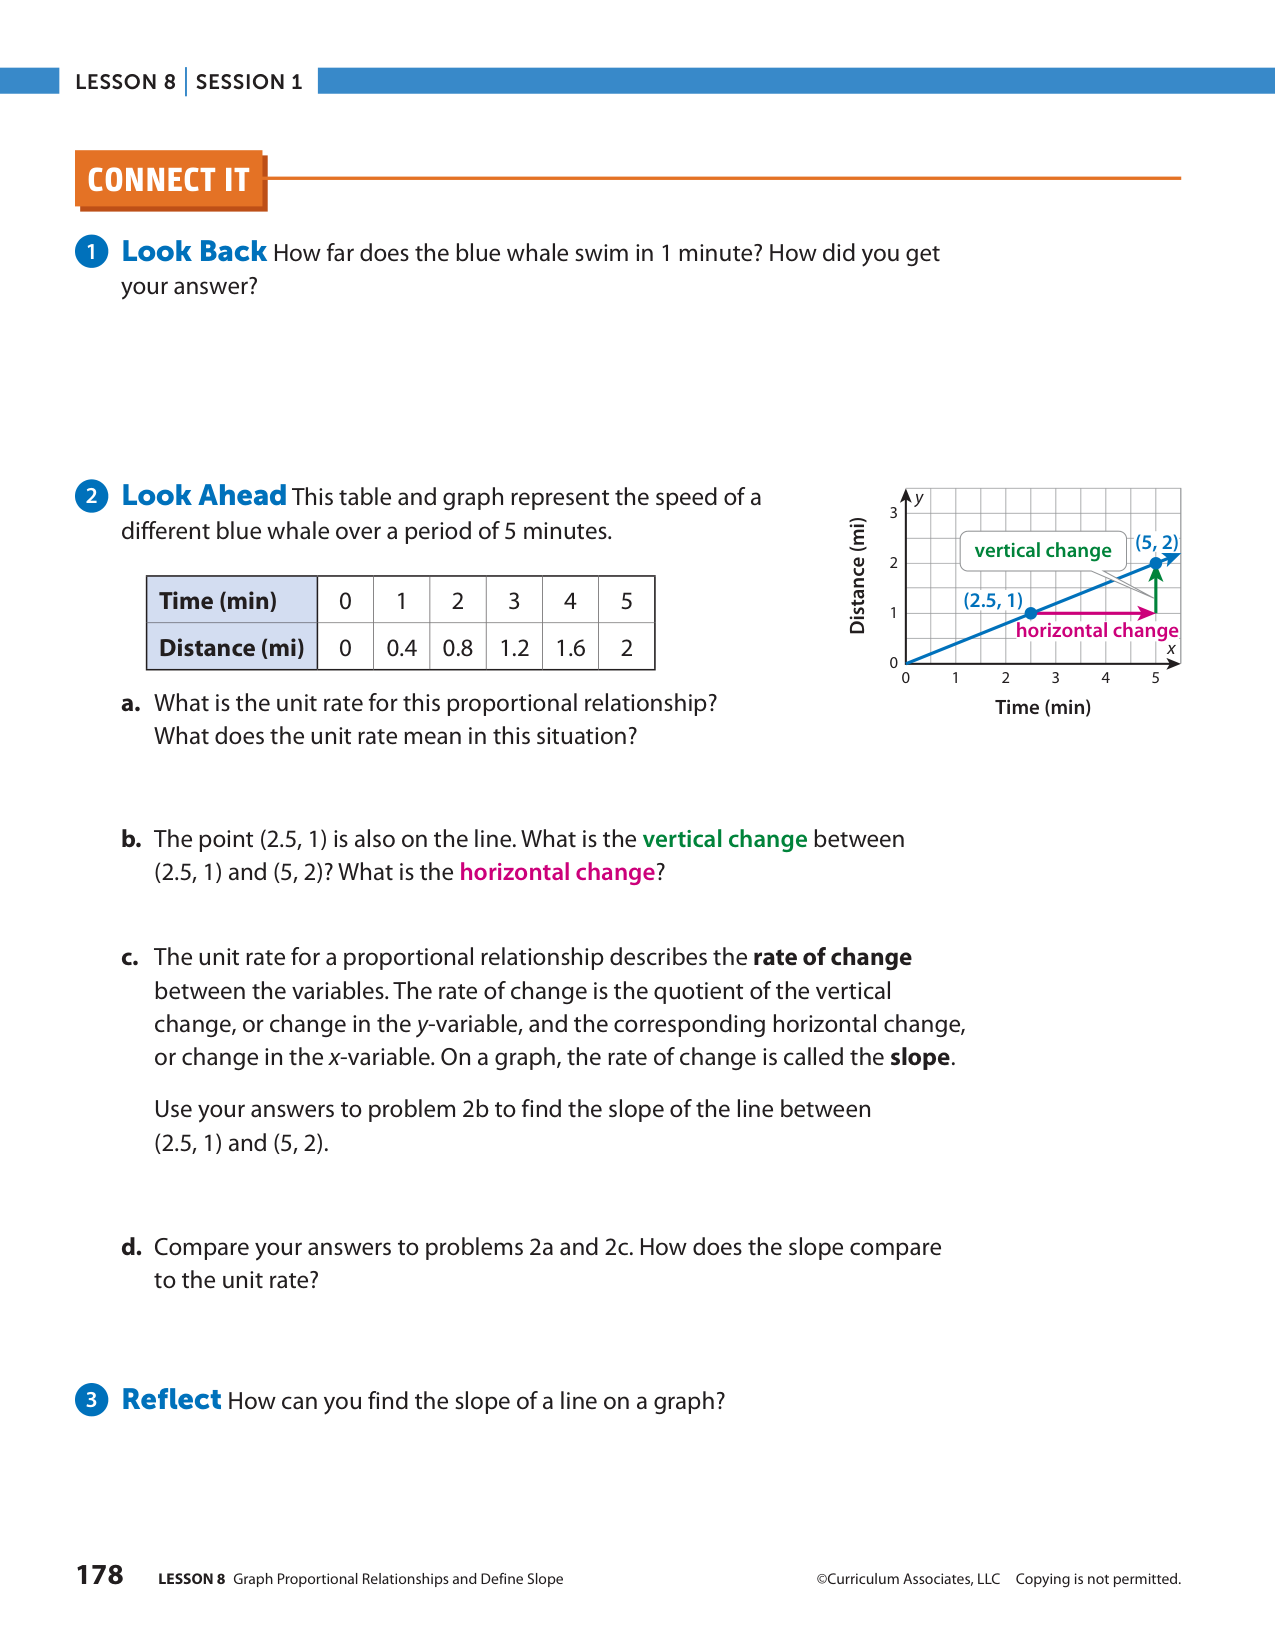 LESSON 8 | SESSION 1
CONNECT IT
1 Look Back How far does the blue whale swim in 1 minute? How did you get
your answer?
2 Look Ahead This table and graph represent the speed of a
different blue whale over a period of 5 minutes.
Time (min) 0 1 2 3 4 5
Distance (mi) 0 0.4 0.8 1.2 1.6 2
y
3
2
1
0
Distance (mi)
vertical change
(5, 2)
(2.5, 1)
horizontal change
x
0 1 2 3 4 5
Time (min)
a. What is the unit rate for this proportional relationship?
What does the unit rate mean in this situation?
b. The point (2.5, 1) is also on the line. What is the vertical change between
(2.5, 1) and (5, 2)? What is the horizontal change?
c. The unit rate for a proportional relationship describes the rate of change
between the variables. The rate of change is the quotient of the vertical
change, or change in the y-variable, and the corresponding horizontal change,
or change in the x-variable. On a graph, the rate of change is called the slope.
Use your answers to problem 2b to find the slope of the line between
(2.5, 1) and (5, 2).
d. Compare your answers to problems 2a and 2c. How does the slope compare
to the unit rate?
3 Reflect How can you find the slope of a line on a graph?
178 LESSON 8 Graph Proportional Relationships and Define Slope ©Curriculum Associates, LLC Copying is not permitted.